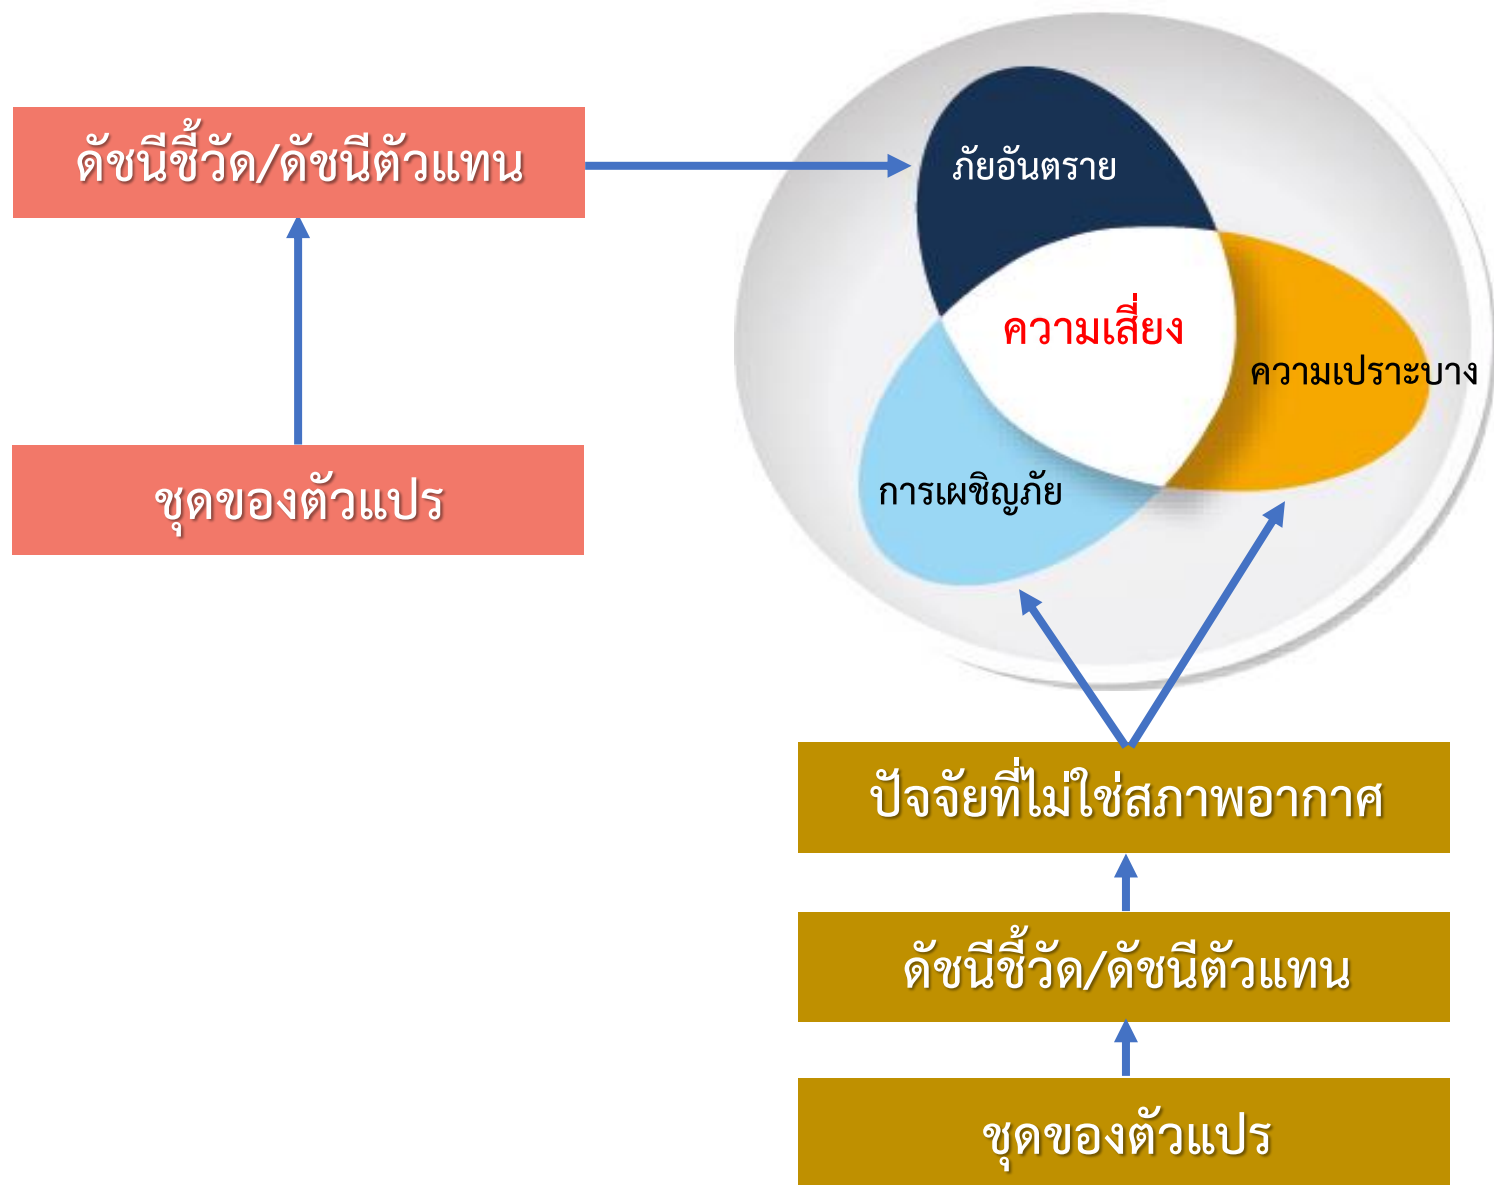 ดัชนีชี้วัด/ดัชนีตัวแทน
ชุดของตัวแปร
ภัยอันตราย
ความเสี่ยง
ความเปราะบาง
การเผชิญภัย
ปัจจัยที่ไม่ใช่สภาพอากาศ
ดัชนีชี้วัด/ดัชนีตัวแทน
ชุดของตัวแปร